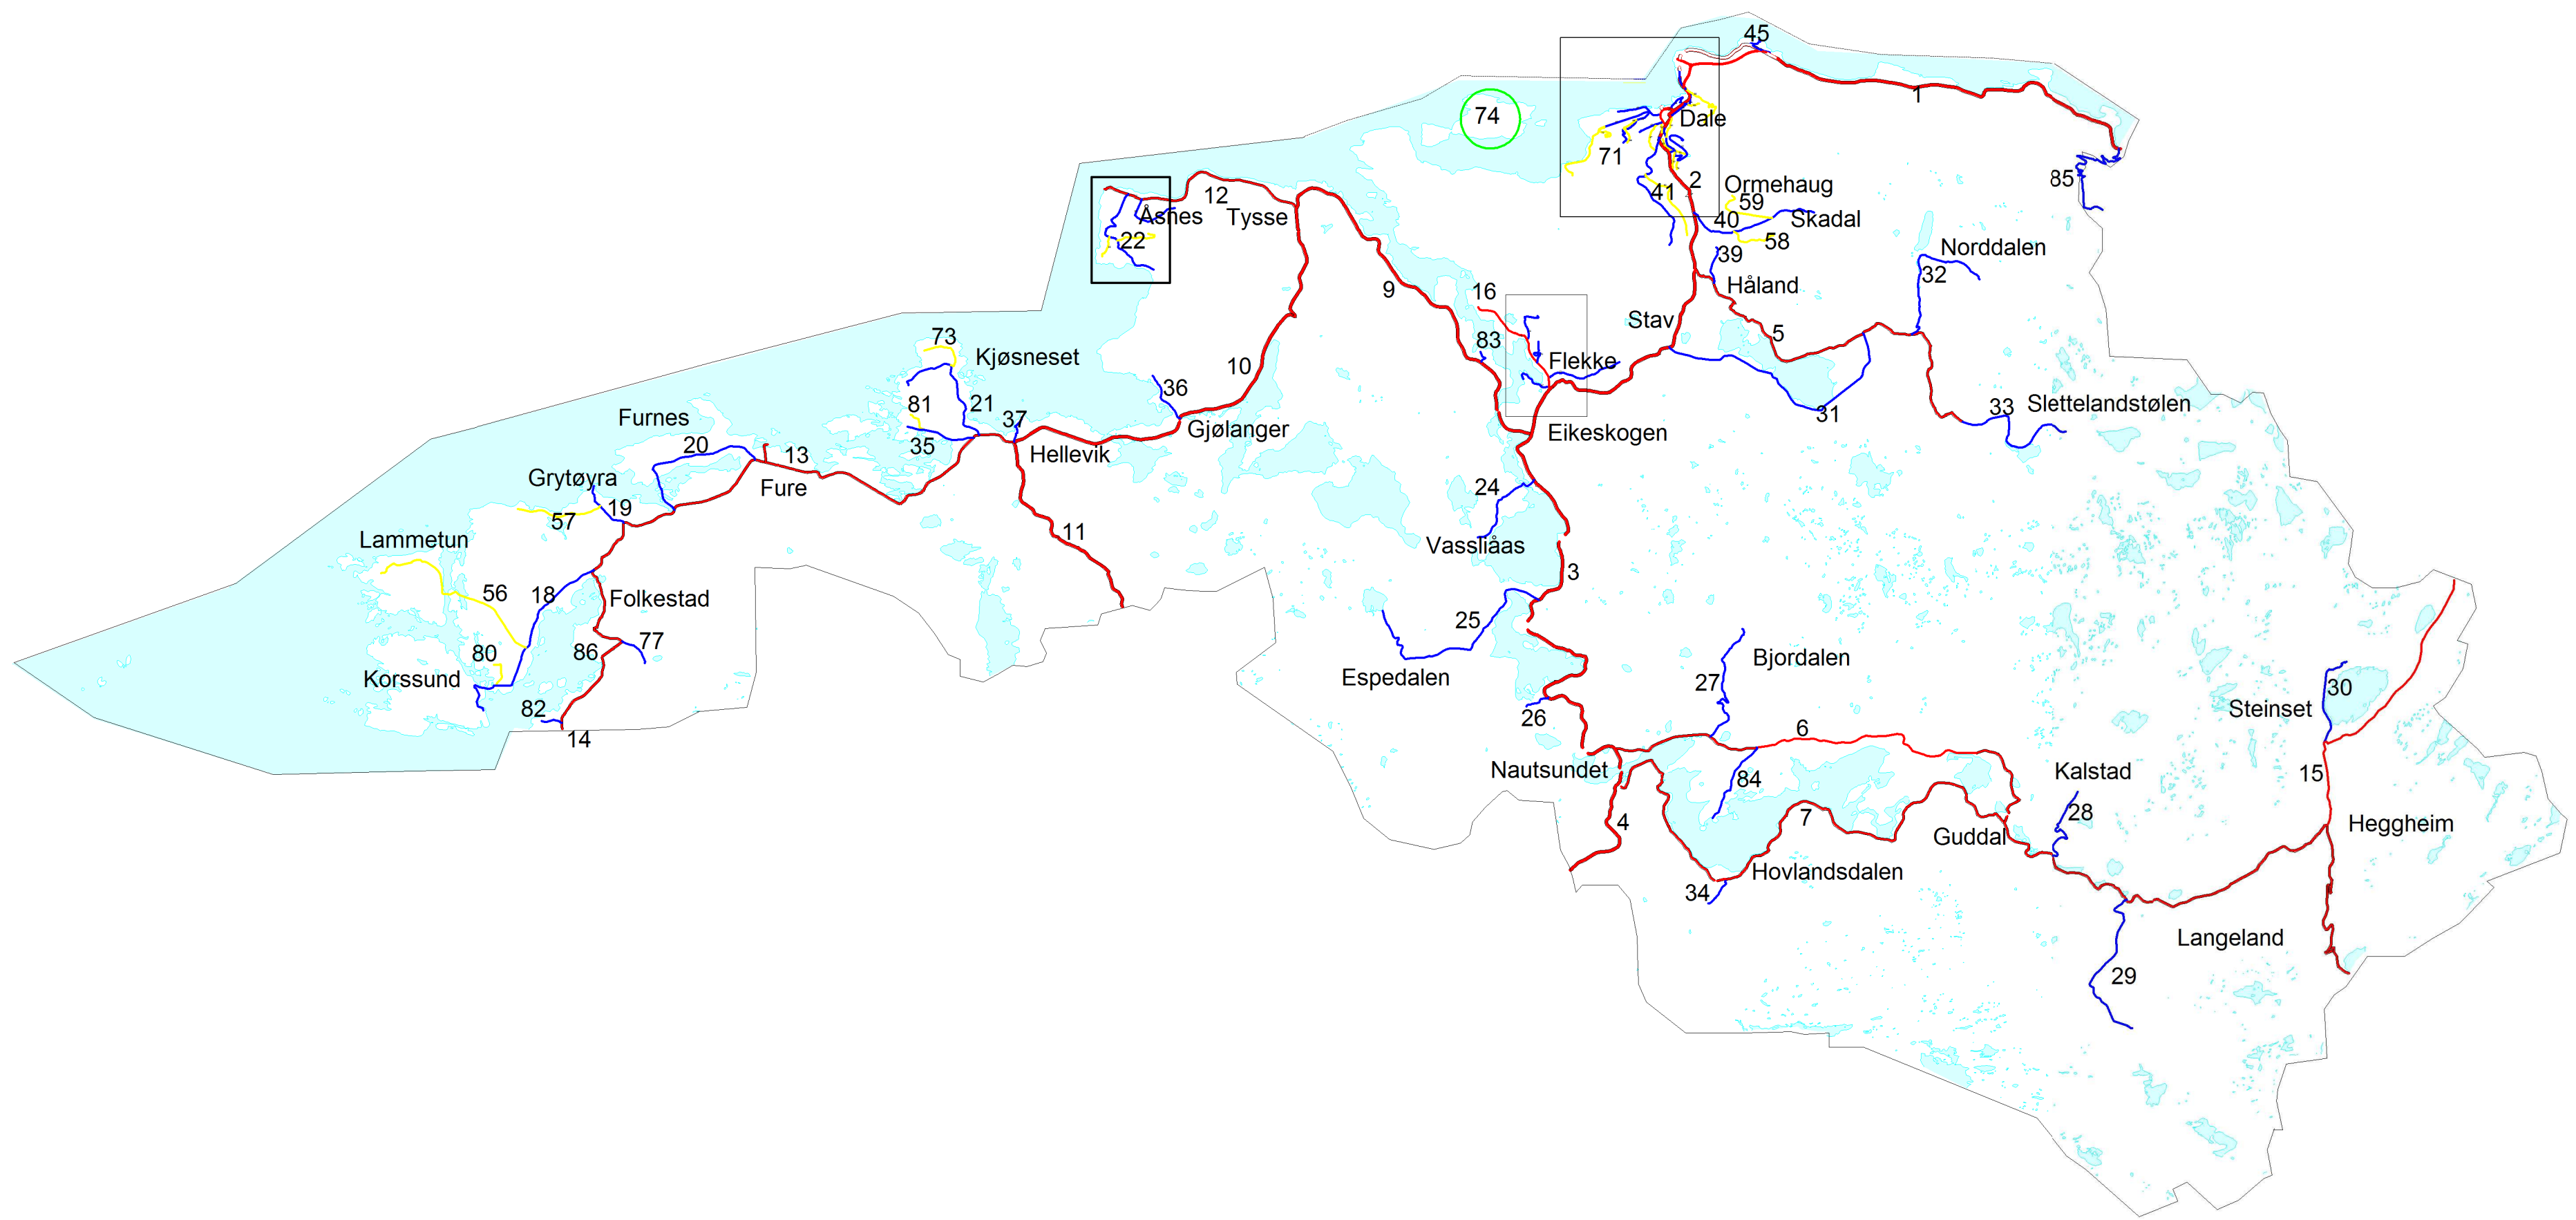 45
1
74
Dale
71
85
41
2
Ormehaug
59
12
Åsnes
Tysse
40
Skadal
22
58
Norddalen
39
32
Håland
9
16
Stav
5
73
83
Kjøsneset
Flekke
10
36
81
21
33
Slettelandstølen
31
Furnes
37
Gjølanger
Eikeskogen
20
35
Hellevik
13
Grytøyra
Fure
24
19
57
11
Lammetun
Vassliåas
3
56
18
Folkestad
25
77
86
80
Bjordalen
Korssund
Espedalen
27
30
82
26
Steinset
14
6
Nautsundet
84
Kalstad
15
28
4
7
Heggheim
Guddal
Hovlandsdalen
34
Langeland
29